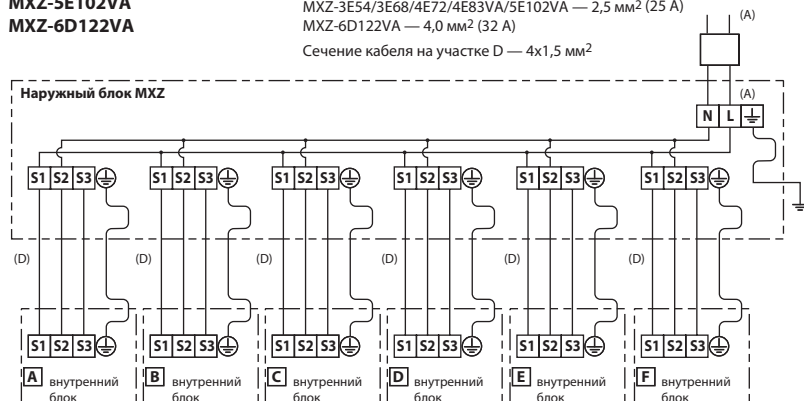 MXZ-5E102VA
MXZ-6D122VA
MXZ-3E54/3E68/4E72/4E83VA/5E102VA — 2,5 мм² (25 А)
MXZ-6D122VA — 4,0 мм² (32 А)
Сечение кабеля на участке D — 4x1,5 мм²
(A)
Наружный блок MXZ
(A)
N L
S1 S2 S3 S1 S2 S3 S1 S2 S3 S1 S2 S3 S1 S2 S3 S1 S2 S3
(D) (D) (D) (D) (D) (D)
S1 S2 S3 S1 S2 S3 S1 S2 S3 S1 S2 S3 S1 S2 S3 S1 S2 S3
A внутренний B внутренний C внутренний D внутренний E внутренний F внутренний
блок блок блок блок блок блок